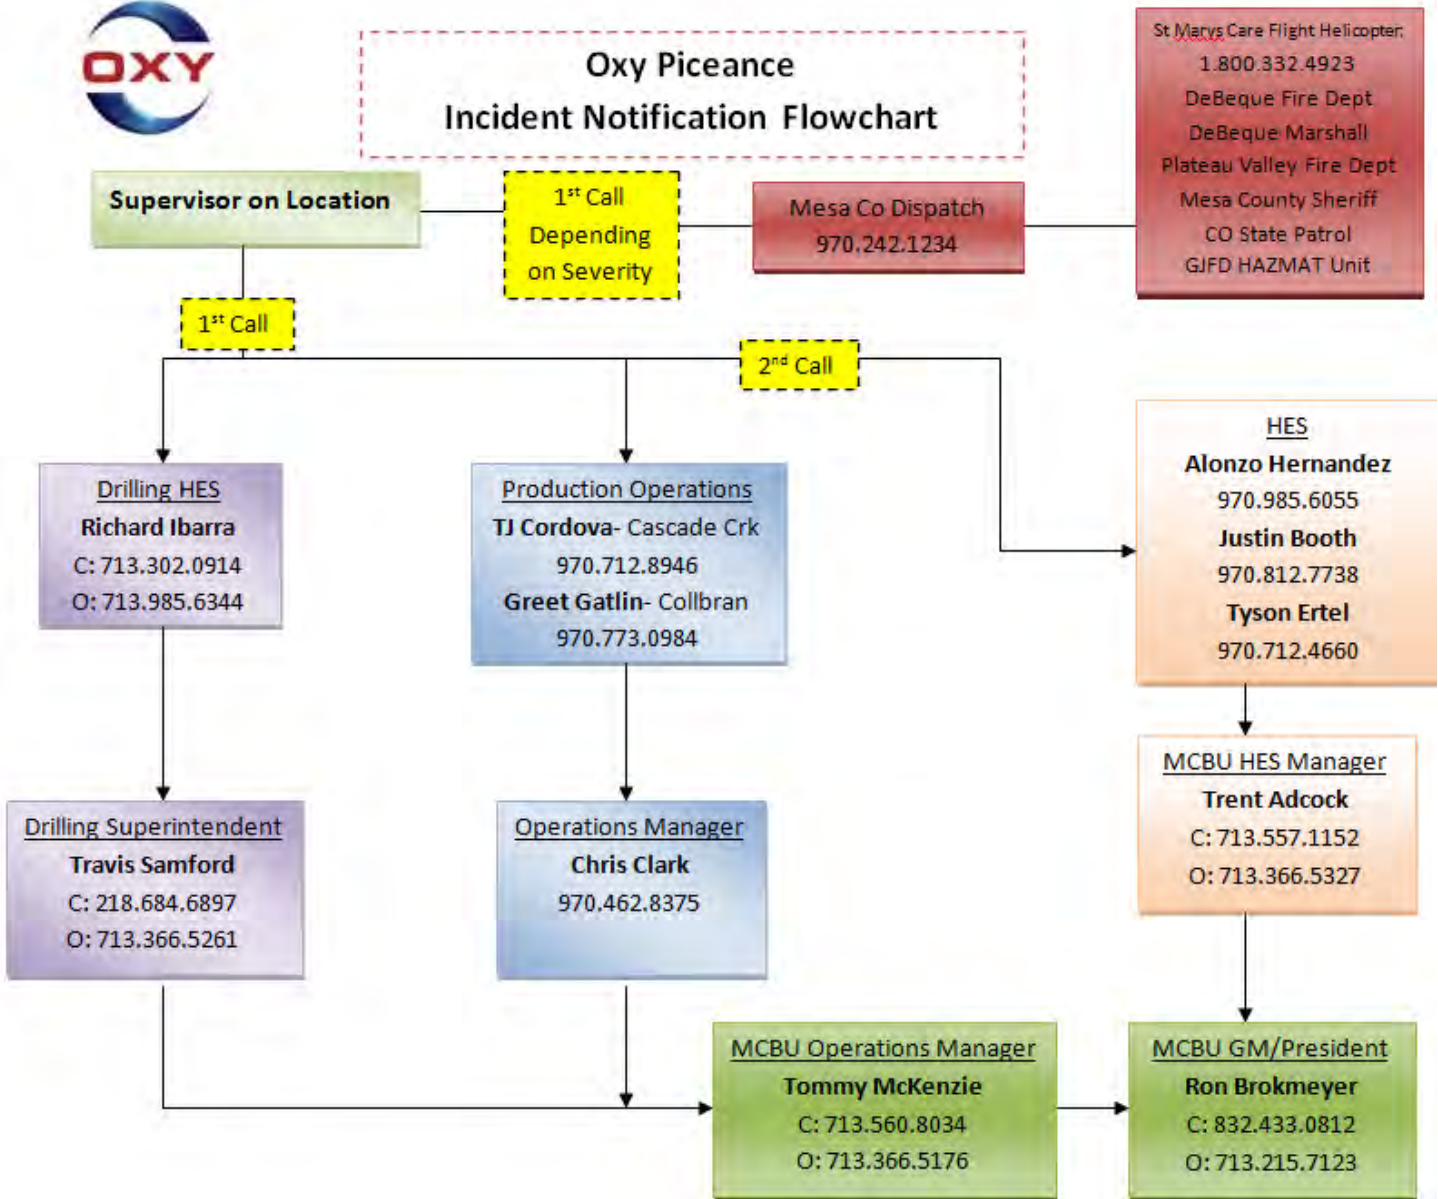 OXY
Oxy Piceance
Incident Notification Flowchart
St Marys Care Flight Helicopter:
1.800.332.4923
DeBeque Fire Dept
DeBeque Marshall
Plateau Valley Fire Dept
Mesa County Sheriff
CO State Patrol
GJFD HAZMAT Unit
Supervisor on Location
1st Call
Depending
on Severity
Mesa Co Dispatch
970.242.1234
1st Call
2nd Call
Drilling HES
Richard Ibarra
C: 713.302.0914
O: 713.985.6344
Production Operations
TJ Cordova- Cascade Crk
970.712.8946
Greet Gatlin- Collbran
970.773.0984
HES
Alonzo Hernandez
970.985.6055
Justin Booth
970.812.7738
Tyson Ertel
970.712.4660
MCBU HES Manager
Trent Adcock
C: 713.557.1152
O: 713.366.5327
Drilling Superintendent
Travis Samford
C: 218.684.6897
O: 713.366.5261
Operations Manager
Chris Clark
970.462.8375
MCBU Operations Manager
Tommy McKenzie
C: 713.560.8034
O: 713.366.5176
MCBU GM/President
Ron Brokmeyer
C: 832.433.0812
O: 713.215.7123